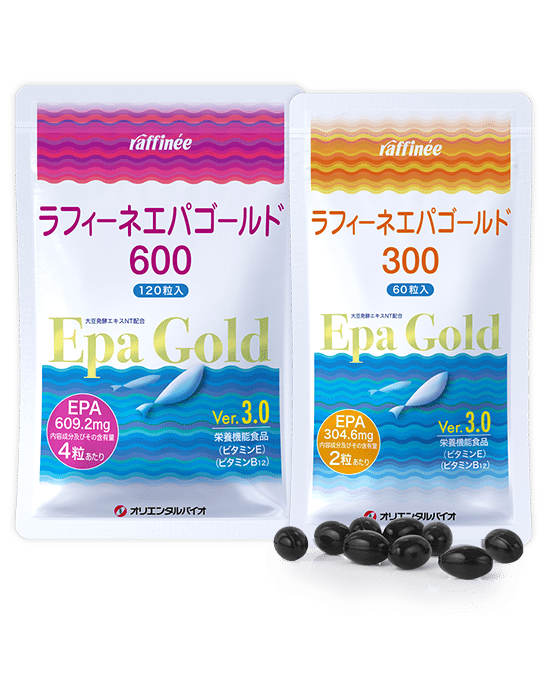 raffinée
ラフィーネエパゴールド
600
120粒入
大豆発酵エキスNT配合
Epa Gold
EPA
609.2mg
内容成分及びその含有量
4粒あたり
Ver.3.0
栄養機能食品
(ビタミンE)
(ビタミンB12)
オリエンタルバイオ
raffinée
ラフィーネエパゴールド
300
60粒入
大豆発酵エキスNT配合
Epa Gold
EPA
304.6mg
内容成分及びその含有量
2粒あたり
Ver.3.0
栄養機能食品
(ビタミンE)
(ビタミンB12)
オリエンタルバイオ